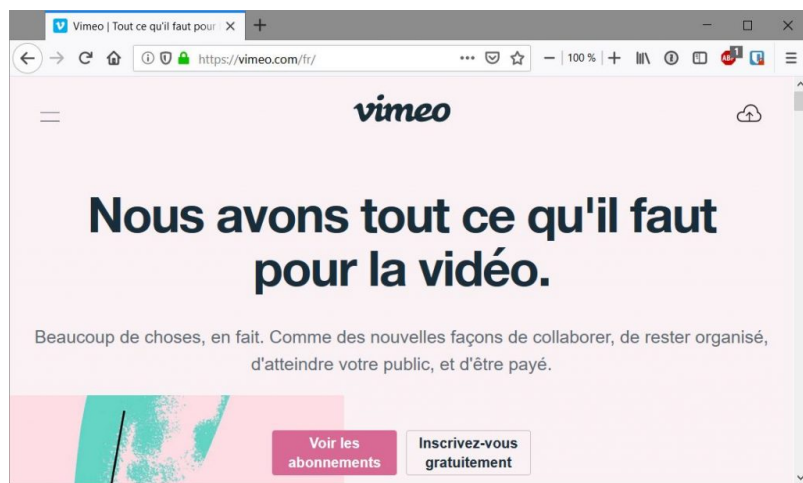 Vimeo | Tout ce qu'il faut pour
https://vimeo.com/fr/
100 %
ABP
1
vimeo
Nous avons tout ce qu'il faut
pour la vidéo.
Beaucoup de choses, en fait. Comme des nouvelles façons de collaborer, de rester organisé,
d'atteindre votre public, et d'être payé.
Voir les
abonnements
Inscrivez-vous
gratuitement